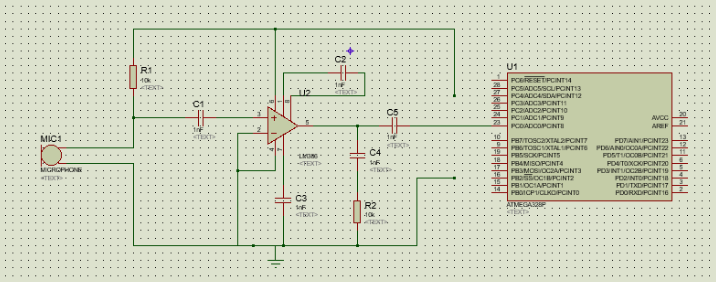 R1
10k
<TEXT>
MIC1
MICROPHONE
<TEXT>
C1
1nF
<TEXT>
3
2
6
1
8
4
7
5
U2
LM386
<TEXT>
C2
1nF
<TEXT>
C3
1nF
<TEXT>
C4
1nF
<TEXT>
R2
10k
<TEXT>
C5
1nF
<TEXT>
U1
1 PC6/RESET/PCINT14
28 PC5/ADC5/SCL/PCINT13
27 PC4/ADC4/SDA/PCINT12
26 PC3/ADC3/PCINT11
25 PC2/ADC2/PCINT10
24 PC1/ADC1/PCINT9
23 PC0/ADC0/PCINT8
AVCC 20
AREF 21
10 PB7/TOSC2/XTAL2/PCINT7
9 PB6/TOSC1/XTAL1/PCINT6
19 PB5/SCK/PCINT5
18 PB4/MISO/PCINT4
17 PB3/MOSI/OC2A/PCINT3
16 PB2/SS/OC1B/PCINT2
15 PB1/OC1A/PCINT1
14 PB0/ICP1/CLKO/PCINT0
PD7/AIN1/PCINT23 13
PD6/AIN0/OC0A/PCINT22 12
PD5/T1/OC0B/PCINT21 11
PD4/T0/XCK/PCINT20 6
PD3/INT1/OC2B/PCINT19 5
PD2/INT0/PCINT18 4
PD1/TXD/PCINT17 3
PD0/RXD/PCINT16 2
ATMEGA328P
<TEXT>